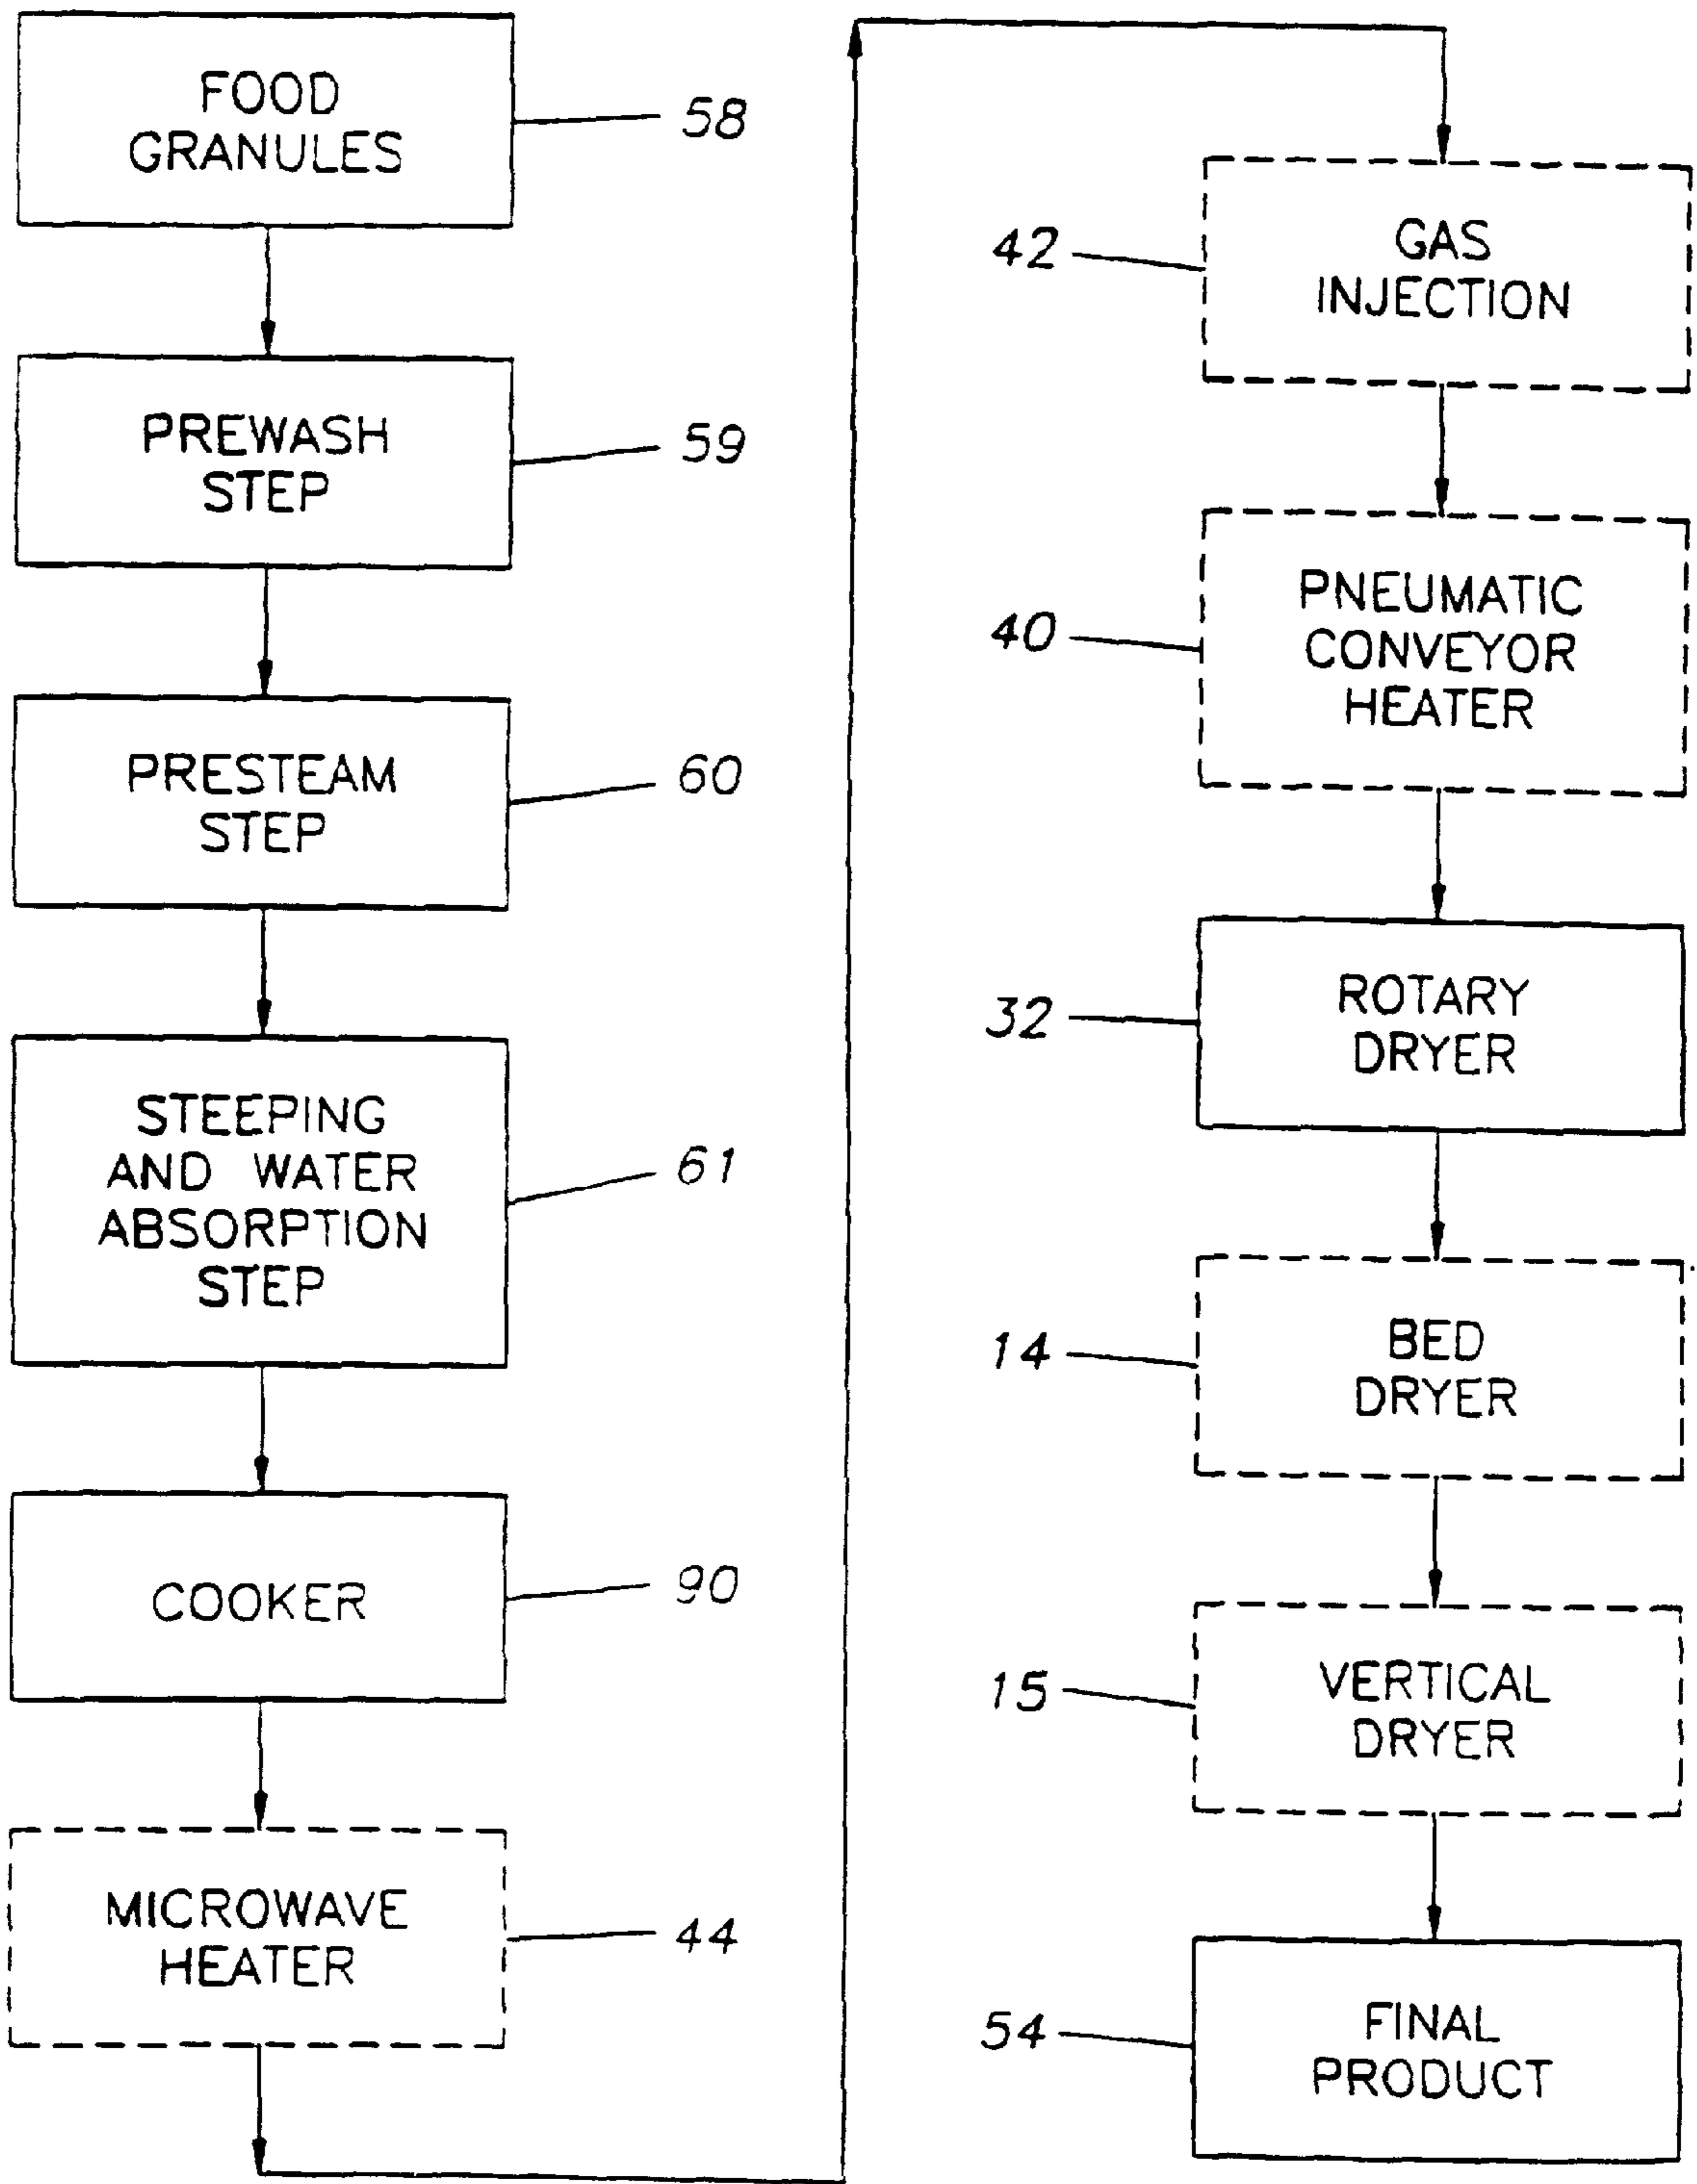 FOOD
GRANULES
58
PREWASH
STEP
59
PRESTEAM
STEP
60
STEEPING
AND WATER
ABSORPTION
STEP
61
COOKER
90
MICROWAVE
HEATER
44
GAS
INJECTION
42
PNEUMATIC
CONVEYOR
HEATER
40
ROTARY
DRYER
32
BED
DRYER
14
VERTICAL
DRYER
15
FINAL
PRODUCT
54